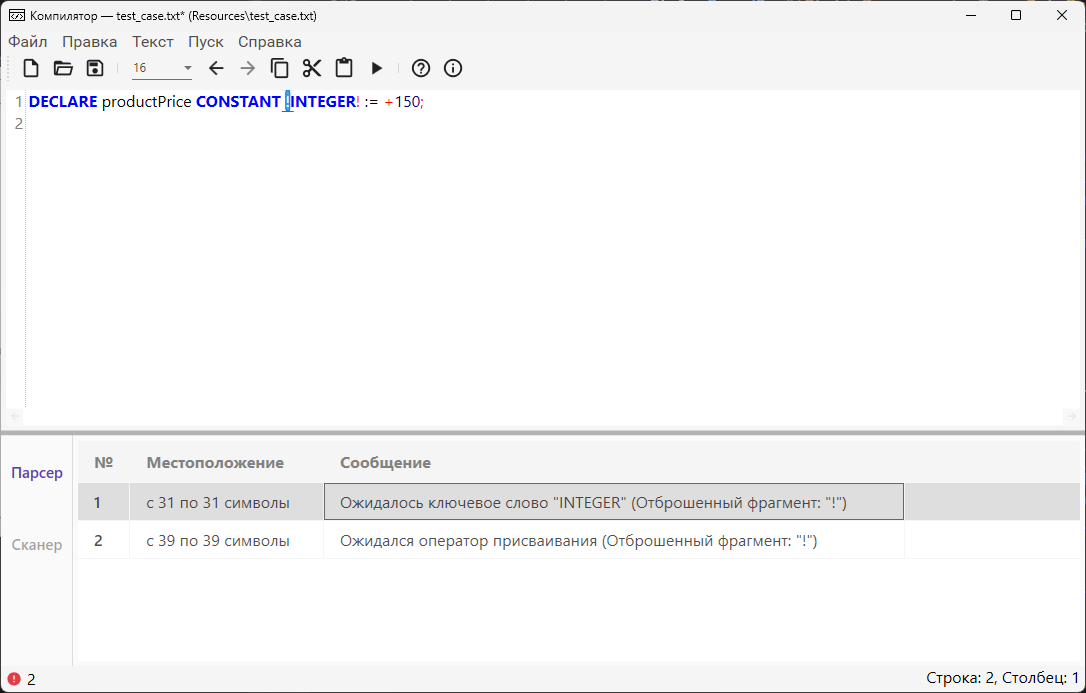 Компилятор — test_case.txt* (Resources\test_case.txt)
Файл Правка Текст Пуск Справка
16
1 DECLARE productPrice CONSTANT !INTEGER! := +150;
2
Парсер
Сканер
№ Местоположение Сообщение
1 с 31 по 31 символы Ожидалось ключевое слово "INTEGER" (Отброшенный фрагмент: "!")
2 с 39 по 39 символы Ожидался оператор присваивания (Отброшенный фрагмент: "!")
2
Строка: 2, Столбец: 1